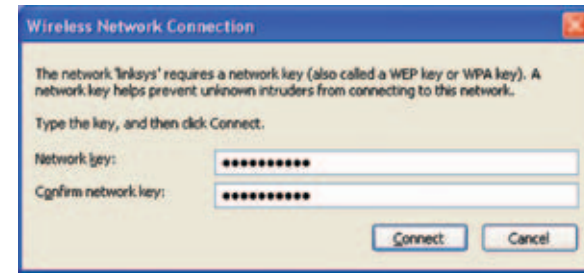 Wireless Network Connection
The network 'linksys' requires a network key (also called a WEP key or WPA key). A
network key helps prevent unknown intruders from connecting to this network.
Type the key, and then click Connect.
Network key: ••••••••••
Confirm network key: ••••••••••
Connect Cancel